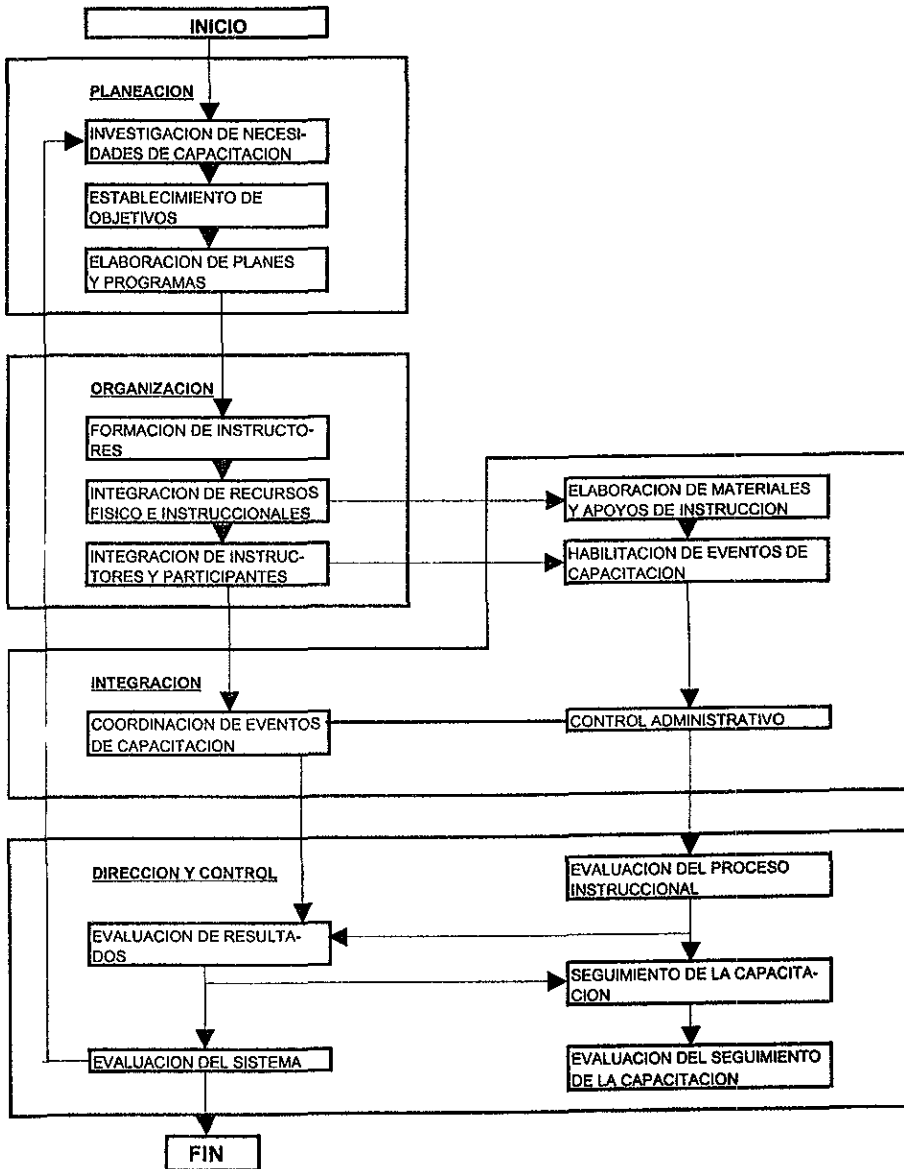 INICIO
PLANEACION
INVESTIGACION DE NECESI-
DADES DE CAPACITACION
ESTABLECIMIENTO DE
OBJETIVOS
ELABORACION DE PLANES
Y PROGRAMAS
ORGANIZACION
FORMACION DE INSTRUCTO-
RES
INTEGRACION DE RECURSOS
FISICO E INSTRUCCIONALES
INTEGRACION DE INSTRUC-
TORES Y PARTICIPANTES
ELABORACION DE MATERIALES
Y APOYOS DE INSTRUCCION
HABILITACION DE EVENTOS DE
CAPACITACION
INTEGRACION
COORDINACION DE EVENTOS
DE CAPACITACION
CONTROL ADMINISTRATIVO
DIRECCION Y CONTROL
EVALUACION DEL PROCESO
INSTRUCCIONAL
EVALUACION DE RESULTA-
DOS
SEGUIMIENTO DE LA CAPACITA-
CION
EVALUACION DEL SISTEMA
EVALUACION DEL SEGUIMIENTO
DE LA CAPACITACION
FIN